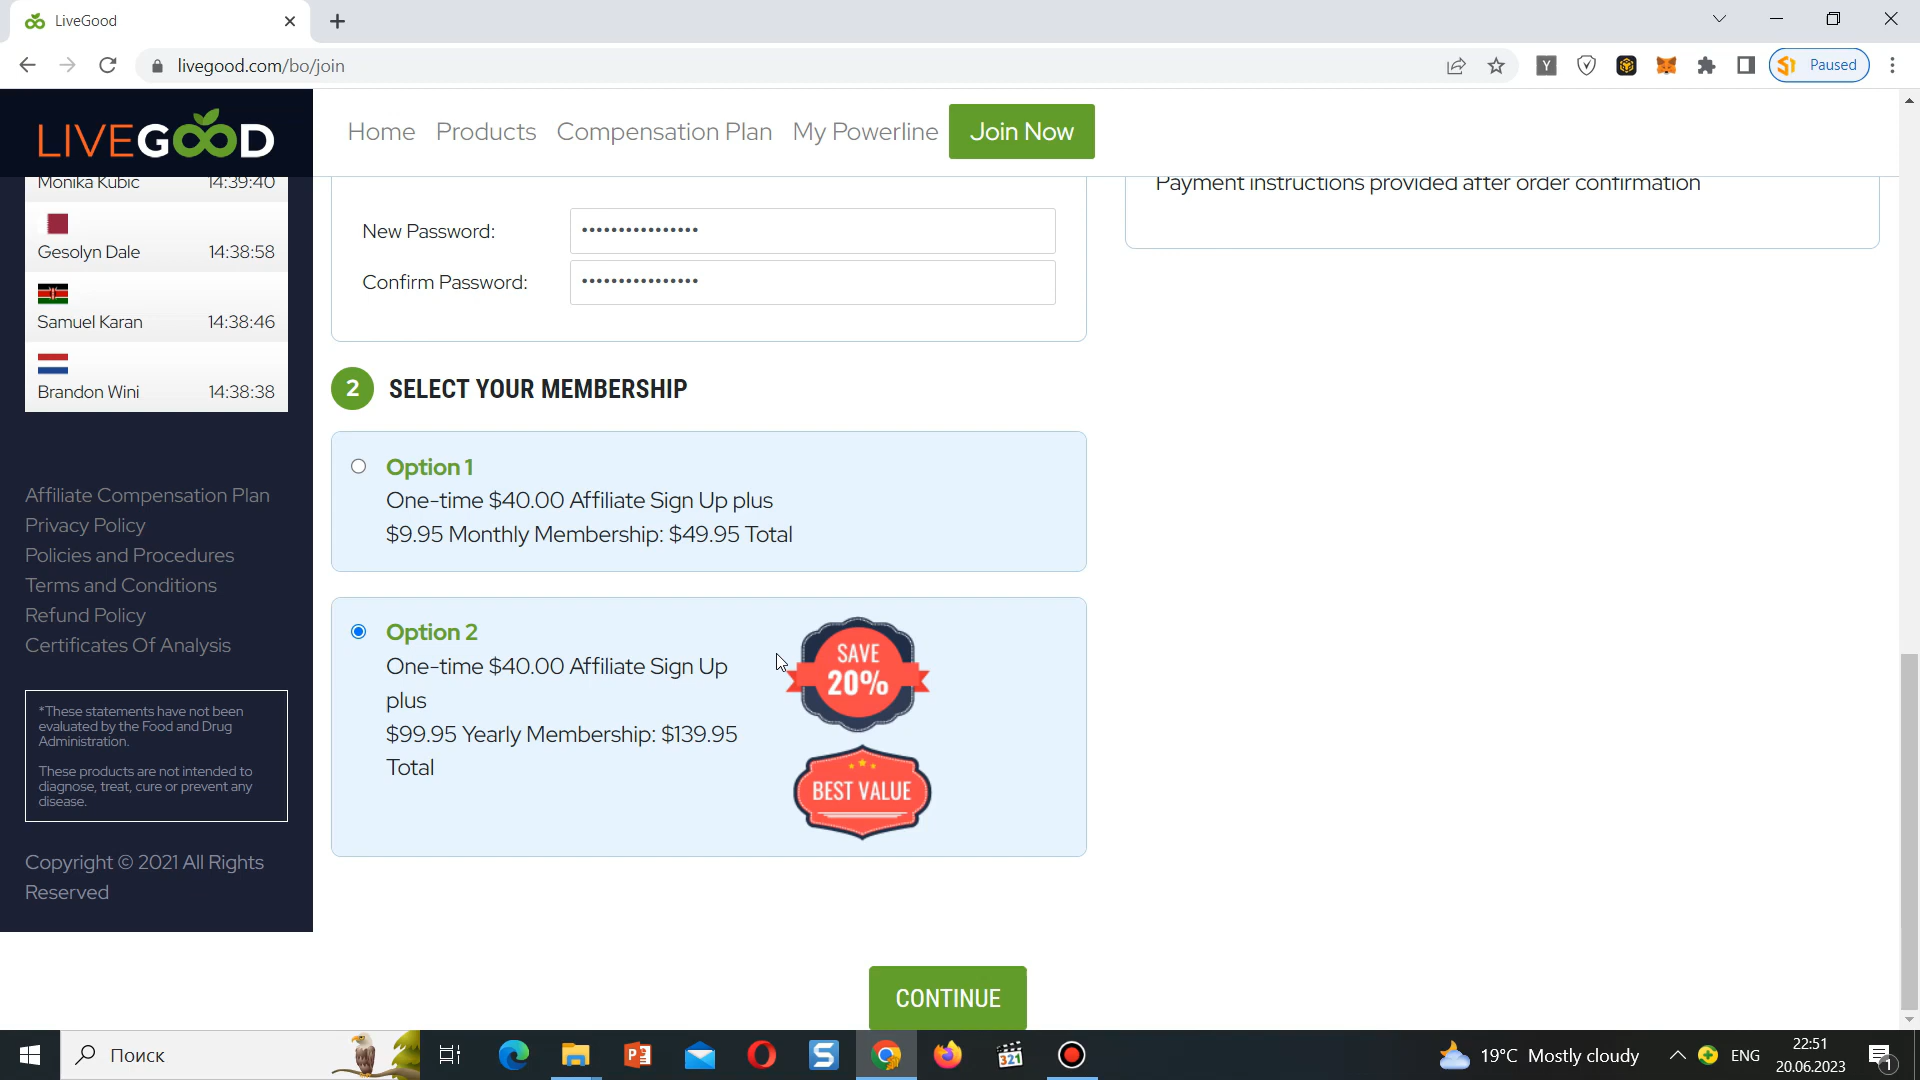 LiveGood
livegood.com/bo/join
Paused
LIVEGOOD
Home Products Compensation Plan My Powerline Join Now
Monika Kubic 14:39:40
Gesolyn Dale 14:38:58
Samuel Karan 14:38:46
Brandon Wini 14:38:38
Affiliate Compensation Plan
Privacy Policy
Policies and Procedures
Terms and Conditions
Refund Policy
Certificates Of Analysis
*These statements have not been
evaluated by the Food and Drug
Administration.
These products are not intended to
diagnose, treat, cure or prevent any
disease.
Copyright © 2021 All Rights
Reserved
Payment instructions provided after order confirmation
New Password: ••••••••••••••••
Confirm Password: ••••••••••••••••
2 SELECT YOUR MEMBERSHIP
Option 1
One-time $40.00 Affiliate Sign Up plus
$9.95 Monthly Membership: $49.95 Total
Option 2
One-time $40.00 Affiliate Sign Up
plus
$99.95 Yearly Membership: $139.95
Total
SAVE
20%
BEST VALUE
CONTINUE
Поиск
321
19°C Mostly cloudy
ENG
22:51
20.06.2023
1